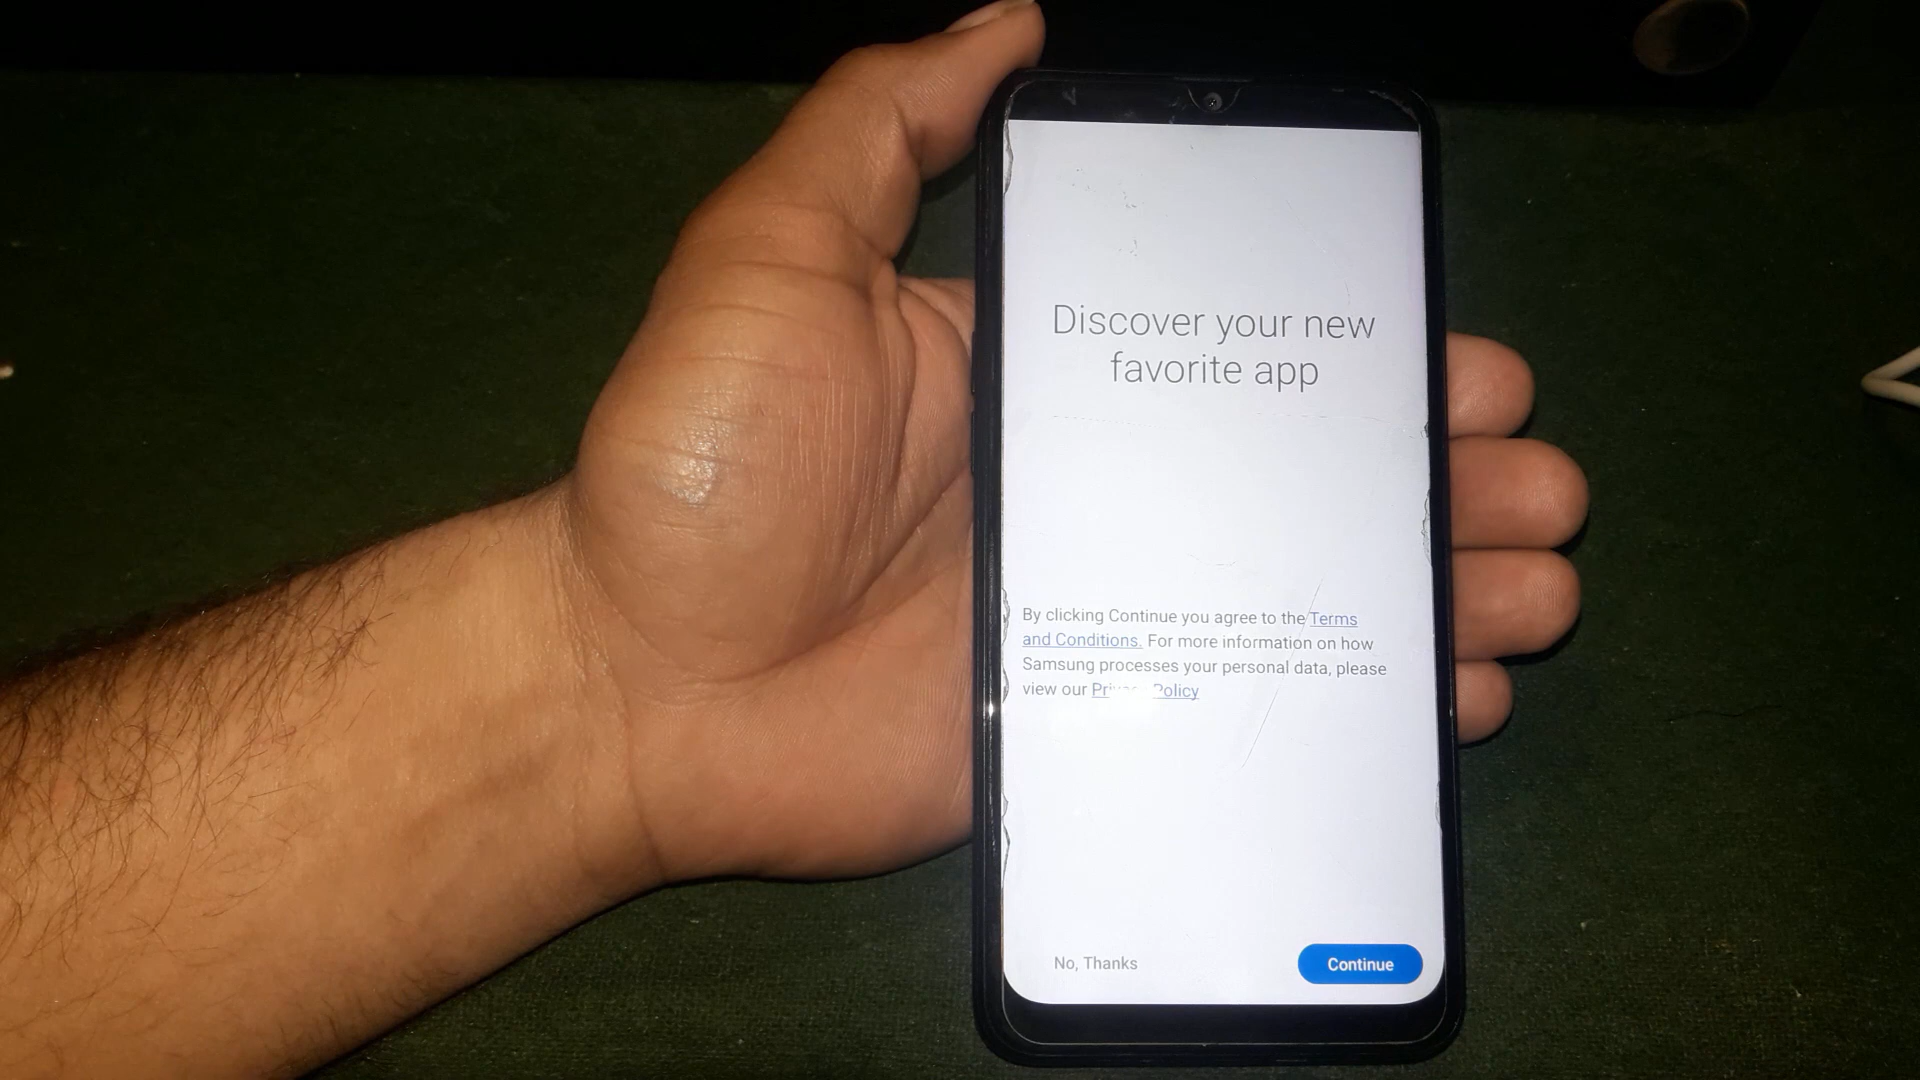 Discover your new
favorite app
By clicking Continue you agree to the Terms
and Conditions. For more information on how
Samsung processes your personal data, please
view our Privacy Policy
No, Thanks
Continue